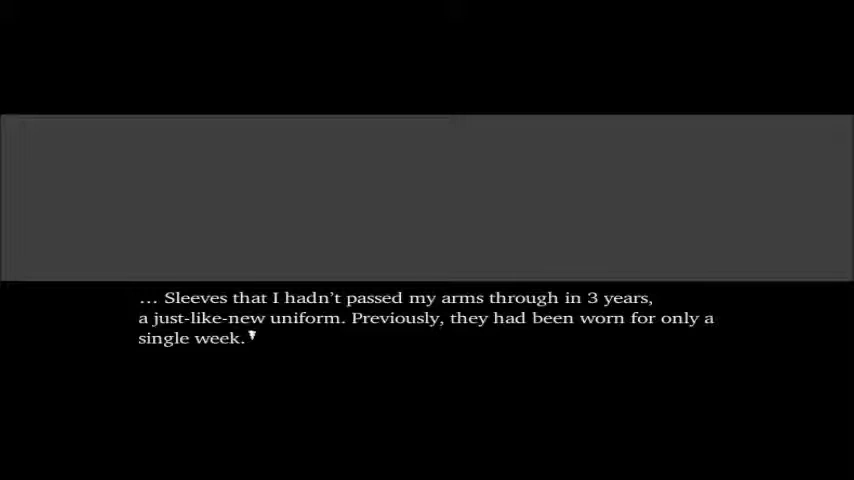 … Sleeves that I hadn't passed my arms through in 3 years,
a just-like-new uniform. Previously, they had been worn for only a
single week.